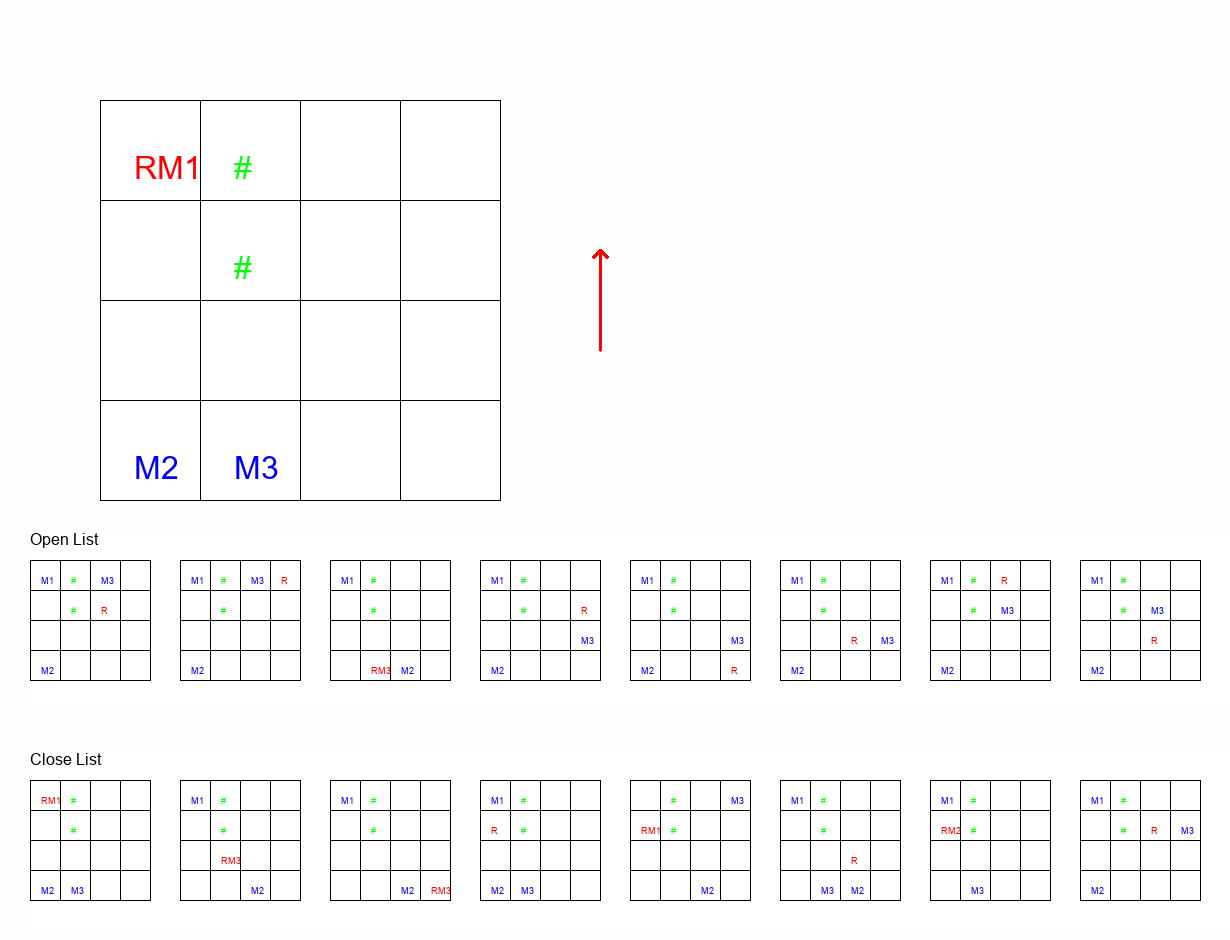 RM1 #
#
M2 M3
Open List
M1 # M3 M1 # M3 R M1 # M1 # M1 # M1 # M1 # R M1 #
# R # # # R # # # M3 # M3
M3 M3 R M3 R
M2 M2 RM3 M2 M2 M2 R M2 M2 M2
Close List
RM1 # M1 # M1 # M1 # # M3 M1 # M1 # M1 #
# # # R # RM1 # # RM2 # # R M3
RM3 R
M2 M3 M2 M2 RM3 M2 M3 M2 M3 M2 M3 M2